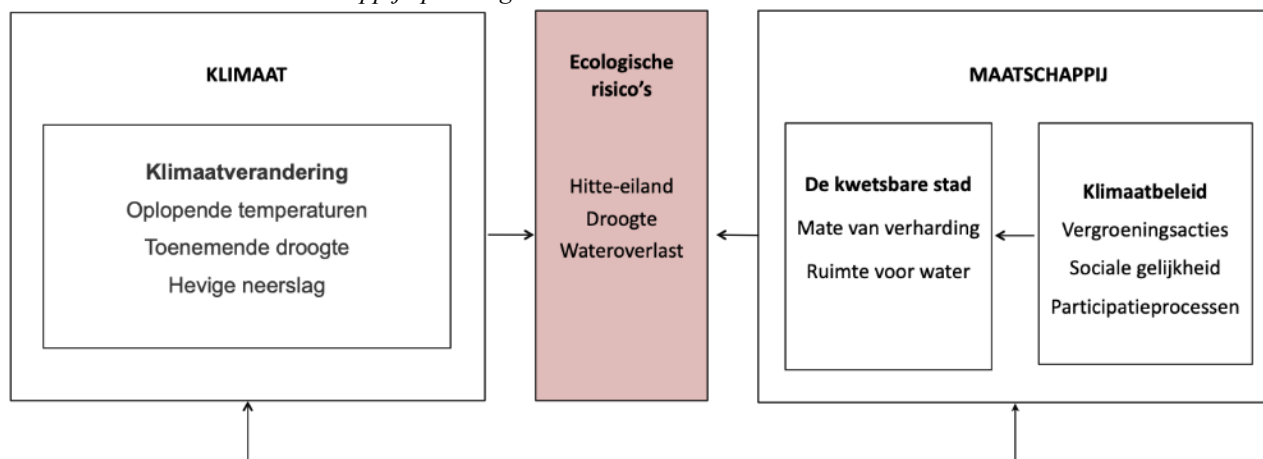 KLIMAAT
Klimaatverandering
Oplopende temperaturen
Toenemende droogte
Hevige neerslag
Ecologische
risico's
Hitte-eiland
Droogte
Wateroverlast
MAATSCHAPPIJ
De kwetsbare stad
Mate van verharding
Ruimte voor water
Klimaatbeleid
Vergroeningsacties
Sociale gelijkheid
Participatieprocessen